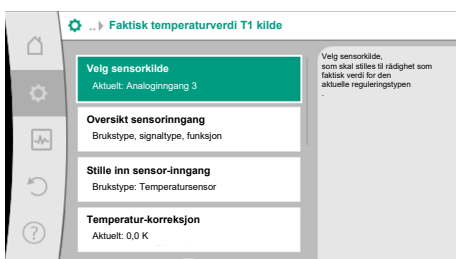 ..▸ Faktisk temperaturverdi T1 kilde
Velg sensorkilde
Aktuelt: Analoginngang 3
Oversikt sensorinngang
Brukstype, signaltype, funksjon
Stille inn sensor-inngang
Brukstype: Temperatursensor
Temperatur-korreksjon
Aktuelt: 0,0 K
Velg sensorkilde,
som skal stilles til rådighet som
faktisk verdi for den
aktuelle reguleringstypen
.
?